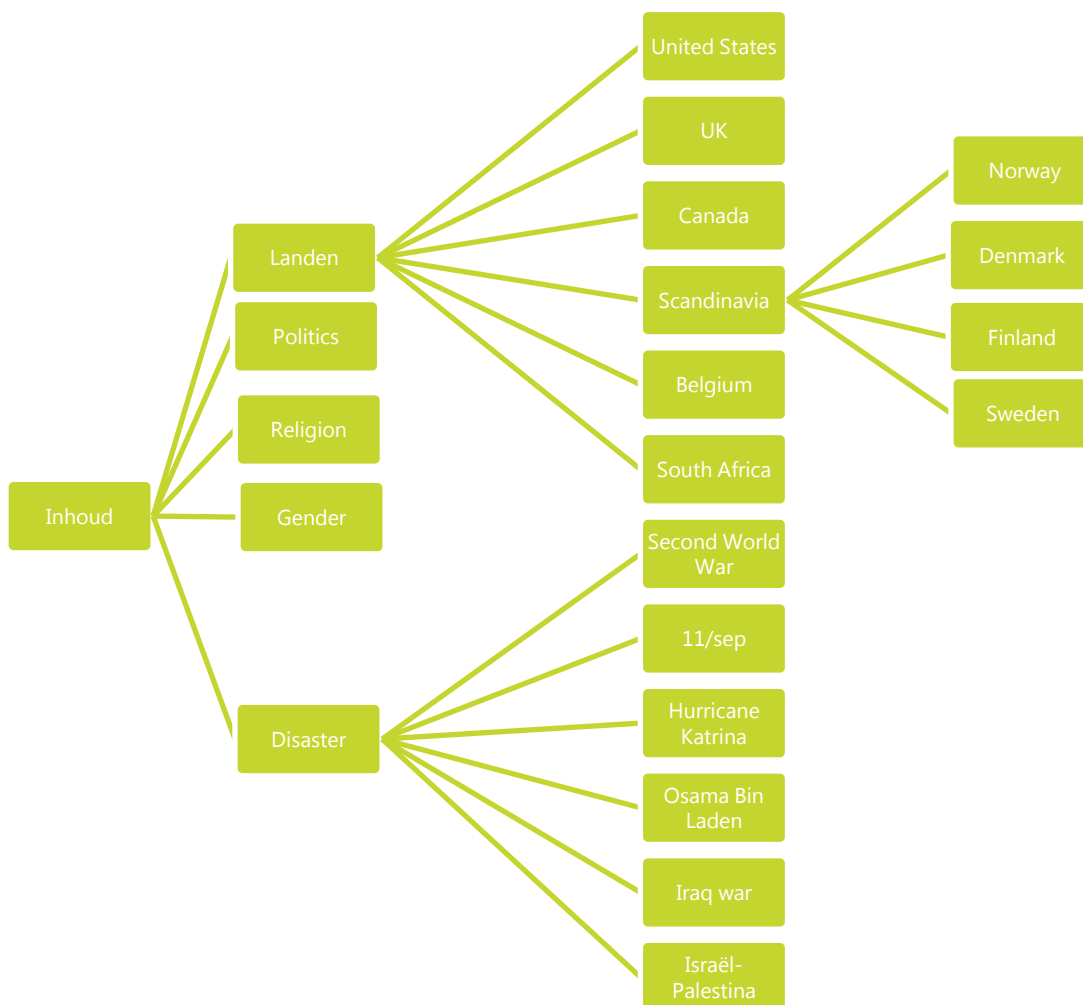 Inhoud
Landen
Politics
Religion
Gender
Disaster
United States
UK
Canada
Scandinavia
Belgium
South Africa
Second World
War
11/sep
Hurricane
Katrina
Osama Bin
Laden
Iraq war
Israël-
Palestina
Norway
Denmark
Finland
Sweden